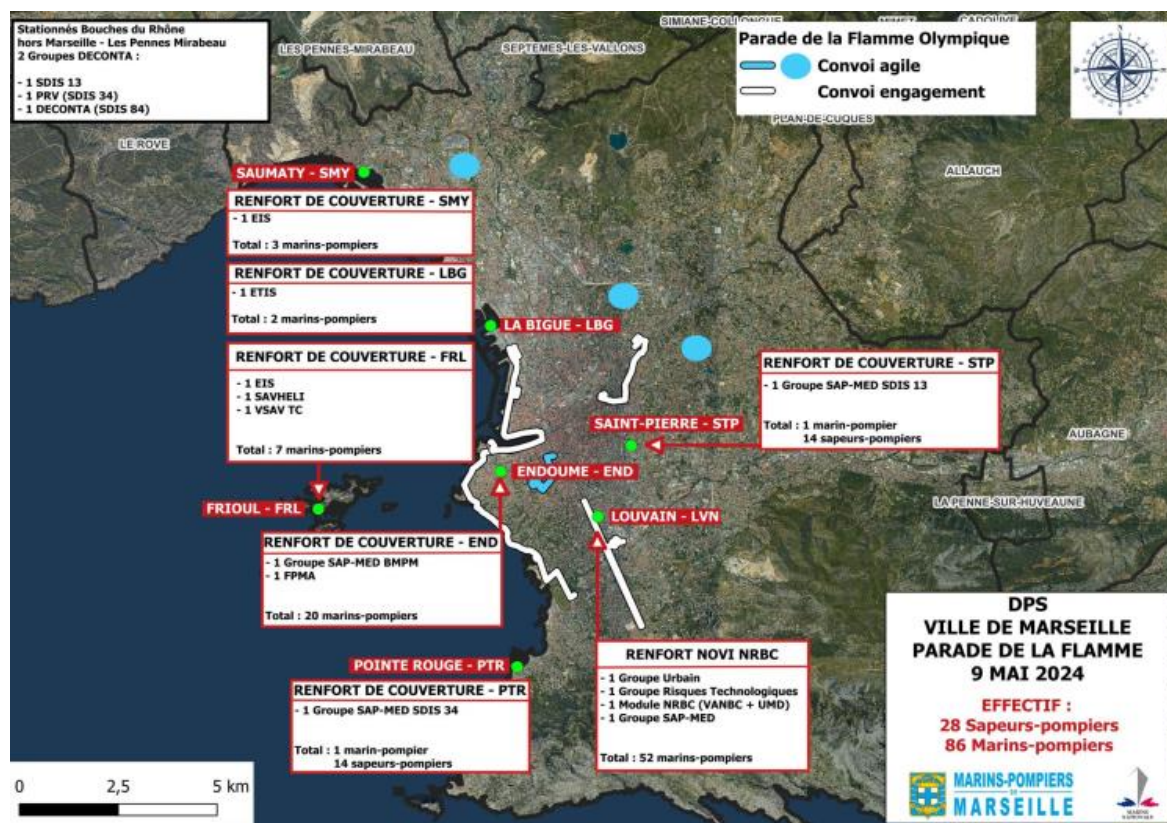 Stationnés Bouches du Rhône
hors Marseille - Les Pennes Mirabeau
2 Groupes DECONTA :
- 1 SDIS 13
- 1 PRV (SDIS 34)
- 1 DECONTA (SDIS 84)
LES PENNES-MIRABEAU
SEPTEMES-LES-VALLONS
SIMIANE-COLLONGUE
MIMET
CADOLIVE
Parade de la Flamme Olympique
Convoi agile
Convoi engagement
PLAN-DE-CUQUES
LE ROVE
ALLAUCH
SAUMATY - SMY
RENFORT DE COUVERTURE - SMY
- 1 EIS
Total : 3 marins-pompiers
RENFORT DE COUVERTURE - LBG
- 1 ETIS
Total : 2 marins-pompiers
LA BIGUE - LBG
RENFORT DE COUVERTURE - FRL
- 1 EIS
- 1 SAVHELI
- 1 VSAV TC
Total : 7 marins-pompiers
RENFORT DE COUVERTURE - STP
- 1 Groupe SAP-MED SDIS 13
Total : 1 marin-pompier
14 sapeurs-pompiers
SAINT-PIERRE - STP
AUBAGNE
ENDOUME - END
LA PENNE-SUR-HUVEAUNE
FRIOUL - FRL
LOUVAIN - LVN
RENFORT DE COUVERTURE - END
- 1 Groupe SAP-MED BMPM
- 1 FPMA
Total : 20 marins-pompiers
POINTE ROUGE - PTR
RENFORT DE COUVERTURE - PTR
- 1 Groupe SAP-MED SDIS 34
Total : 1 marin-pompier
14 sapeurs-pompiers
RENFORT NOVI NRBC
- 1 Groupe Urbain
- 1 Groupe Risques Technologiques
- 1 Module NRBC (VANBC + UMD)
- 1 Groupe SAP-MED
Total : 52 marins-pompiers
DPS
VILLE DE MARSEILLE
PARADE DE LA FLAMME
9 MAI 2024
EFFECTIF :
28 Sapeurs-pompiers
86 Marins-pompiers
MARINS-POMPIERS
DE
MARSEILLE
MARINE
NATIONALE
0 2,5 5 km